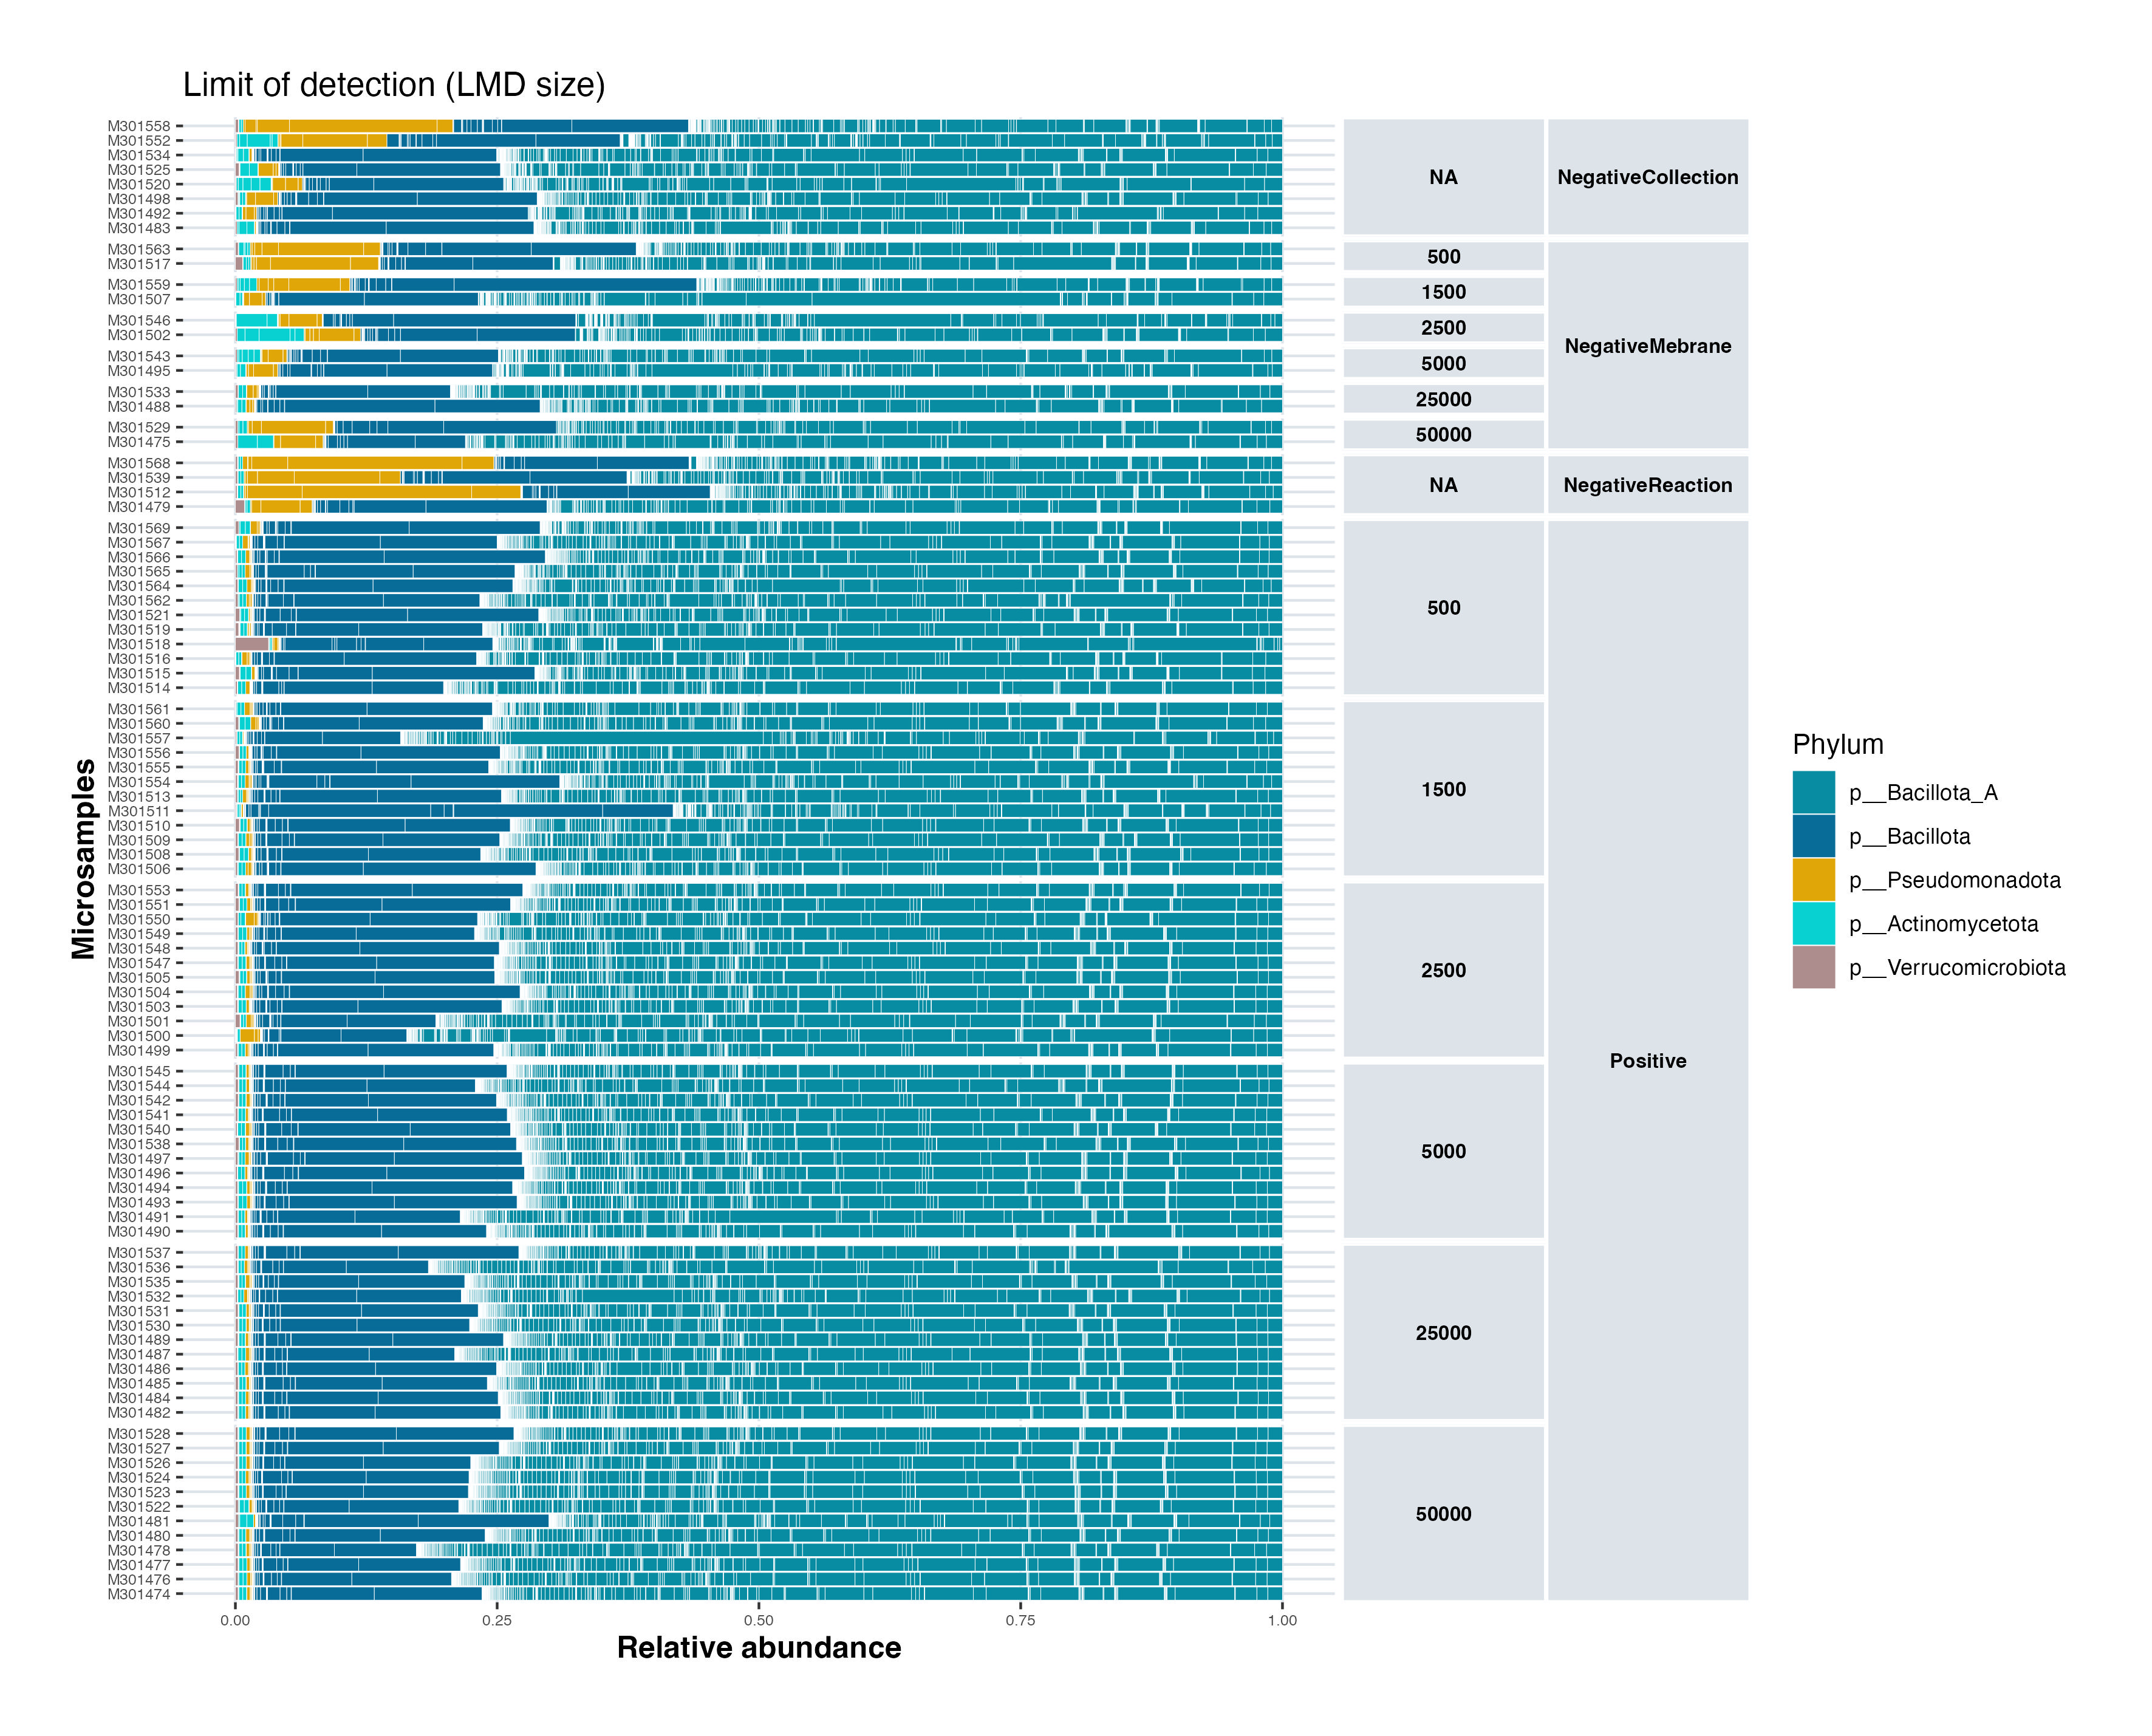 Limit of detection (LMD size)
Microsamples
M301558
M301552
M301534
M301525
M301520
M301498
M301492
M301483
NA
NegativeCollection
M301563
M301517
500
M301559
M301507
1500
M301546
M301502
2500
NegativeMebrane
M301543
M301495
5000
M301533
M301488
25000
M301529
M301475
50000
M301568
M301539
M301512
M301479
NA
NegativeReaction
M301569
M301567
M301566
M301565
M301564
M301562
M301521
M301519
M301518
M301516
M301515
M301514
500
M301561
M301560
M301557
M301556
M301555
M301554
M301513
M301511
M301510
M301509
M301508
M301506
1500
M301553
M301551
M301550
M301549
M301548
M301547
M301505
M301504
M301503
M301501
M301500
M301499
2500
Positive
M301545
M301544
M301542
M301541
M301540
M301538
M301497
M301496
M301494
M301493
M301491
M301490
5000
M301537
M301536
M301535
M301532
M301531
M301530
M301489
M301487
M301486
M301485
M301484
M301482
25000
M301528
M301527
M301526
M301524
M301523
M301522
M301481
M301480
M301478
M301477
M301476
M301474
50000
0.00 0.25 0.50 0.75 1.00
Relative abundance
Phylum
p__Bacillota_A
p__Bacillota
p__Pseudomonadota
p__Actinomycetota
p__Verrucomicrobiota